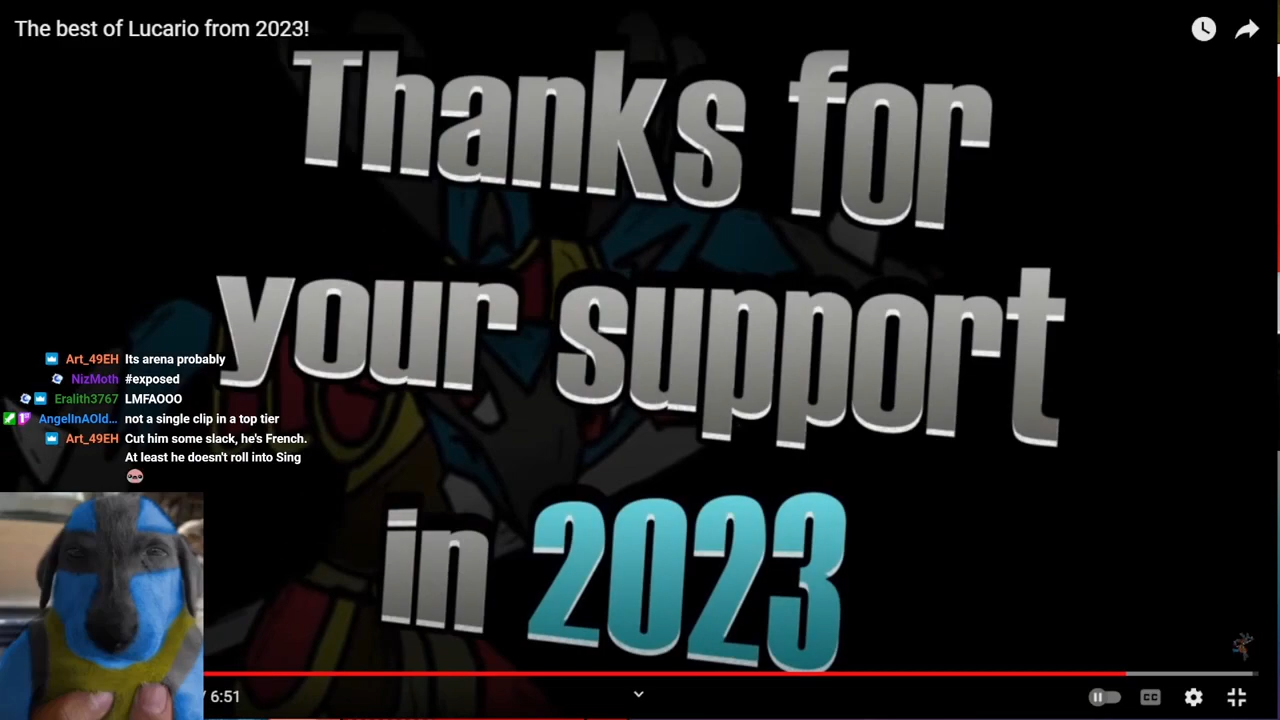 The best of Lucario from 2023!
Thanks for
your support
in 2023
Art_49EH Its arena probably
NizMoth #exposed
Eralith3767 LMFAOOO
AngelInAOld... not a single clip in a top tier
Art_49EH Cut him some slack, he's French.
At least he doesn't roll into Sing
/ 6:51
CC